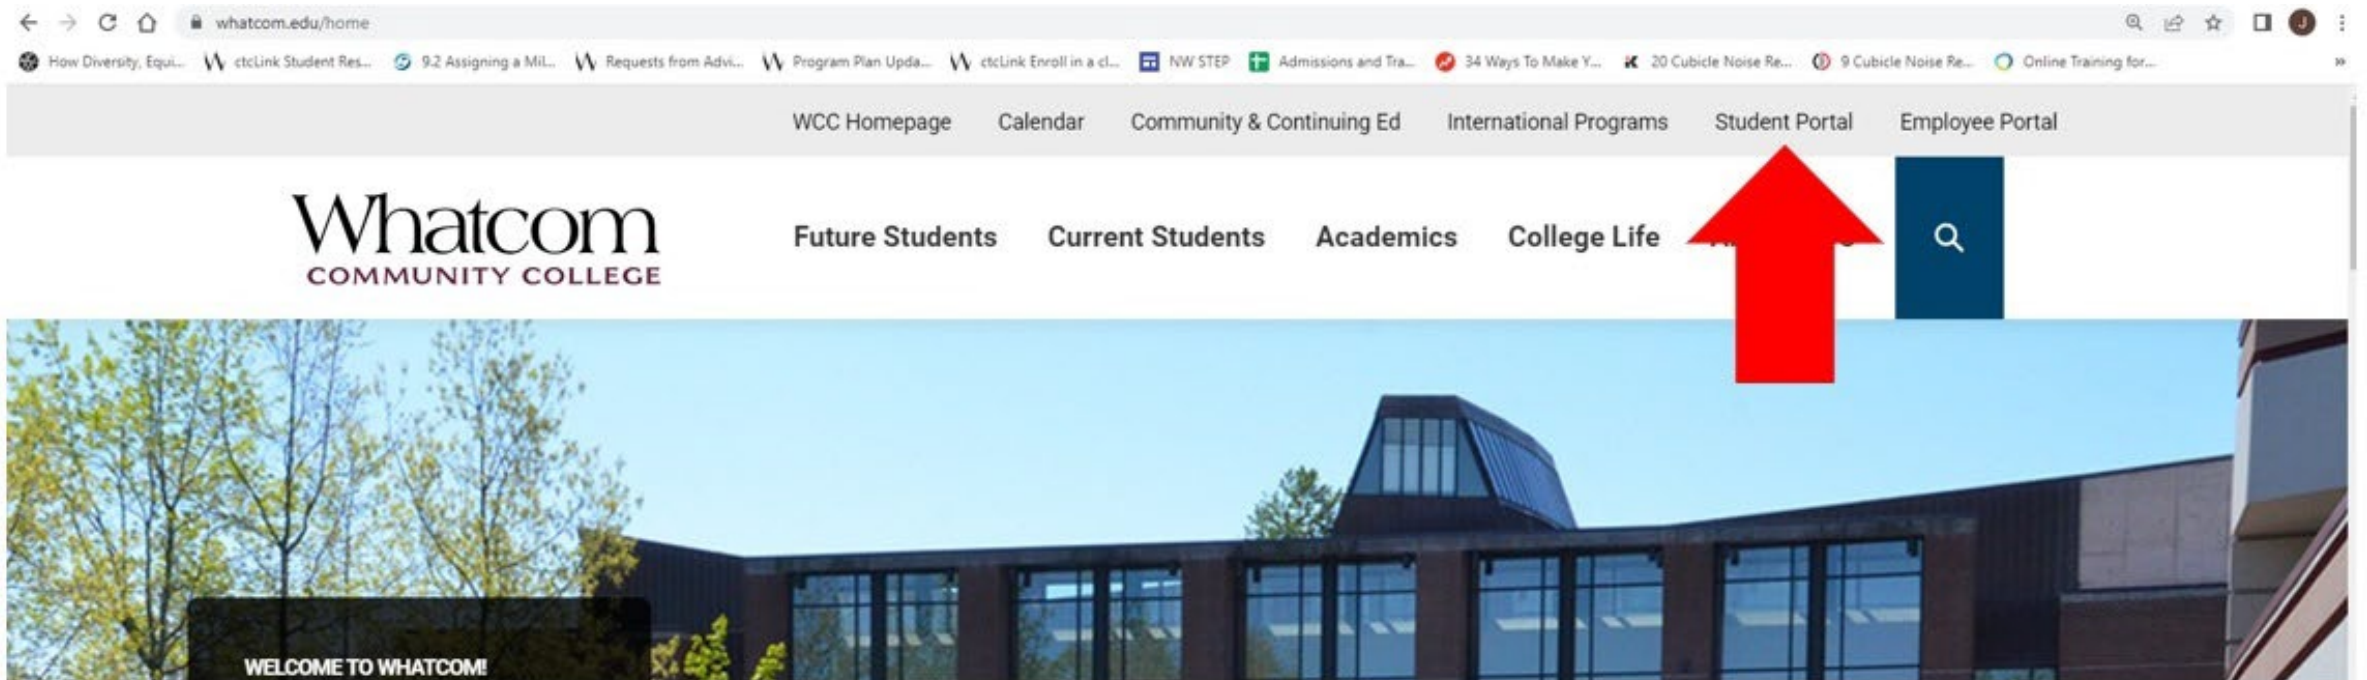 whatcom.edu/home
How Diversity, Equi... ctcLink Student Res... 9.2 Assigning a Mil... Requests from Advi... Program Plan Upda... ctcLink Enroll in a cl... NW STEP Admissions and Tra... 34 Ways To Make Y... 20 Cubicle Noise Re... 9 Cubicle Noise Re... Online Training for... »
WCC Homepage Calendar Community & Continuing Ed International Programs Student Portal Employee Portal
Whatcom
COMMUNITY COLLEGE
Future Students Current Students Academics College Life
WELCOME TO WHATCOM!